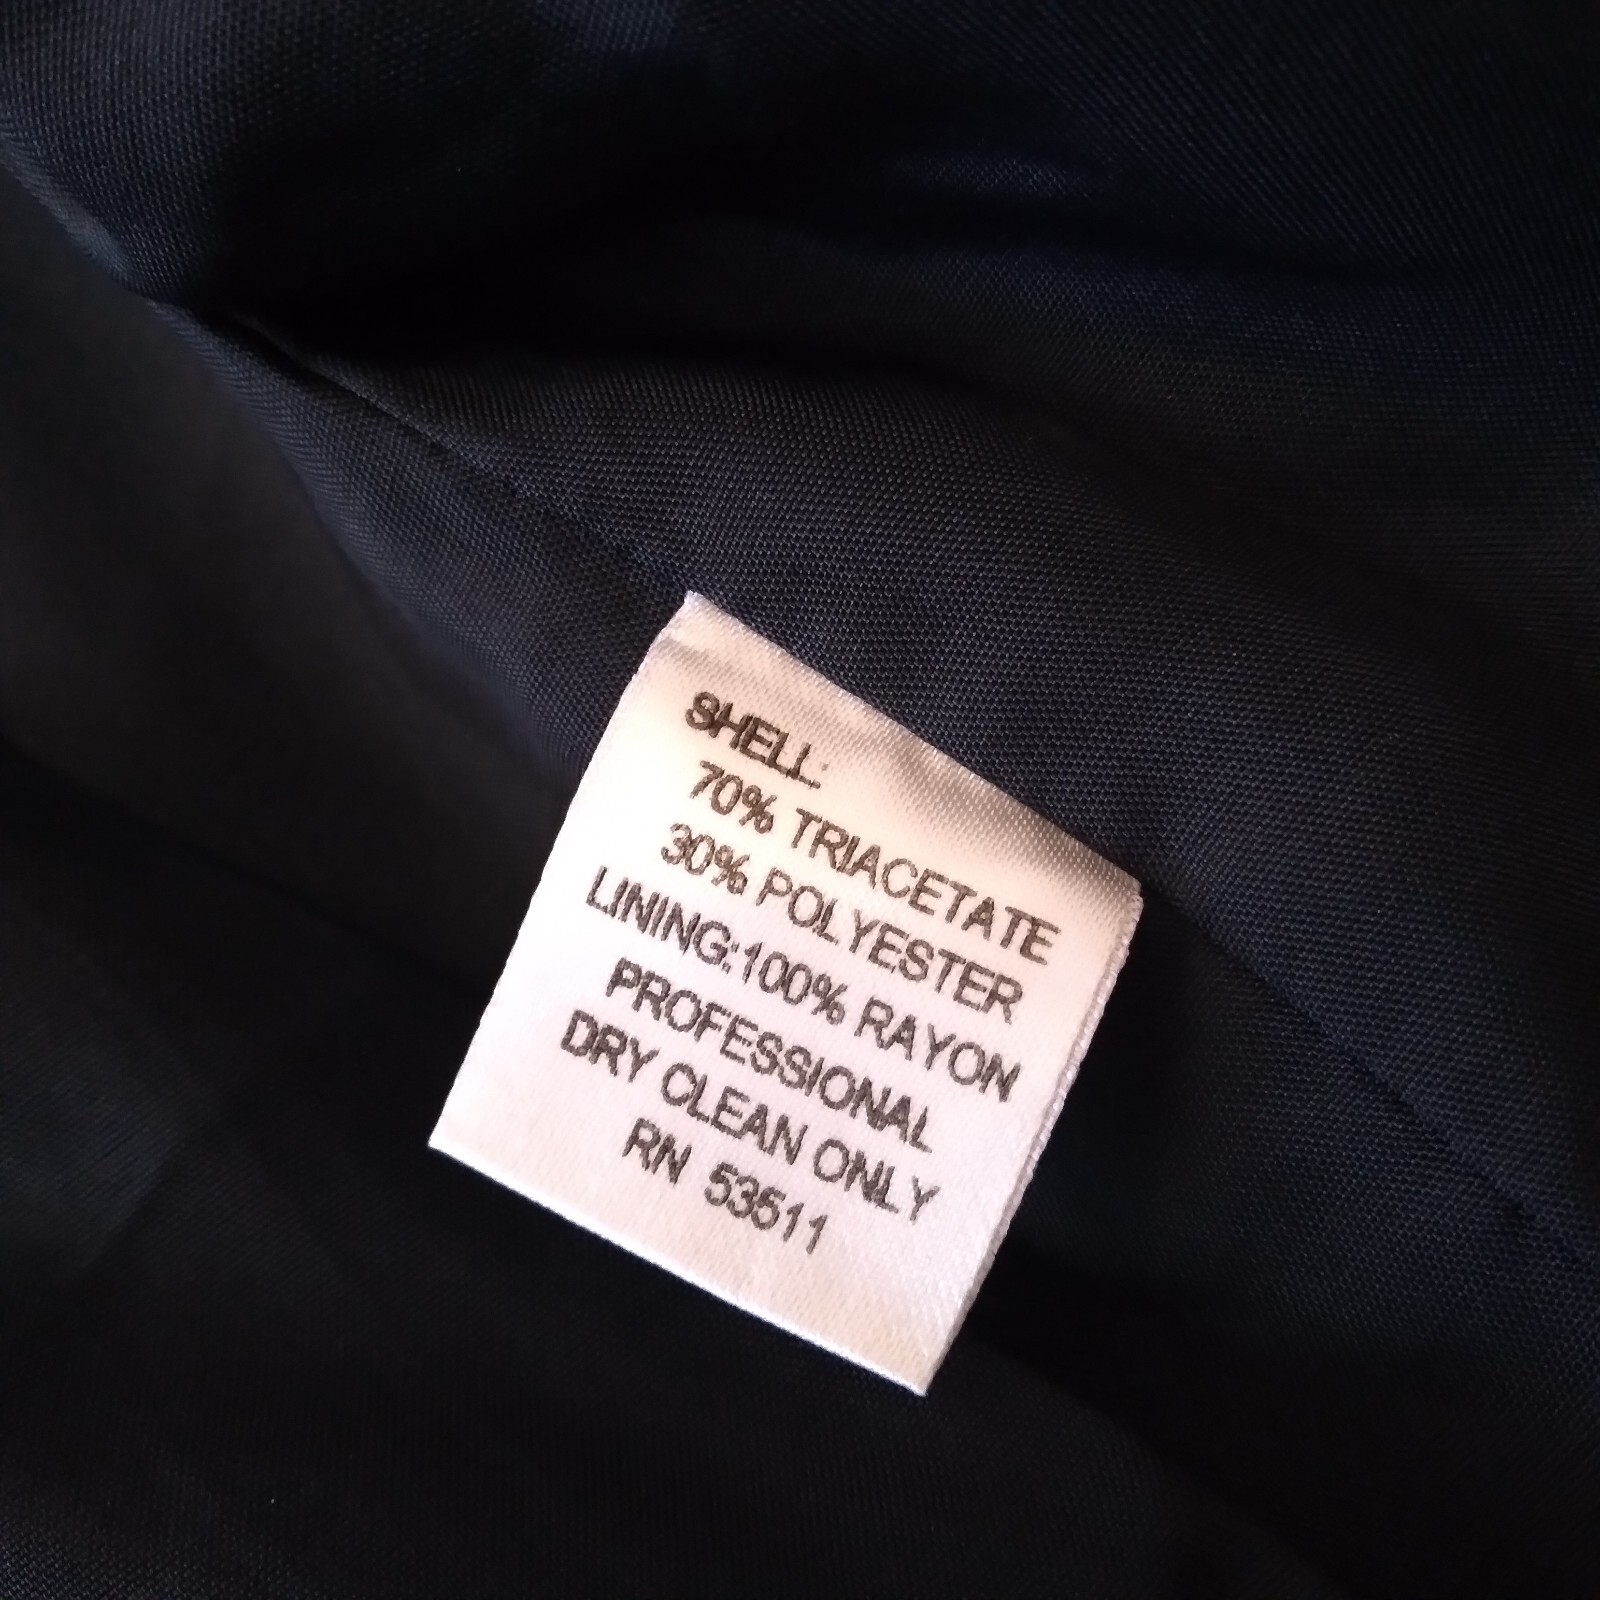 SHELL:
70% TRIACETATE
30% POLYESTER
LINING:100% RAYON
PROFESSIONAL
DRY CLEAN ONLY
RN 53511